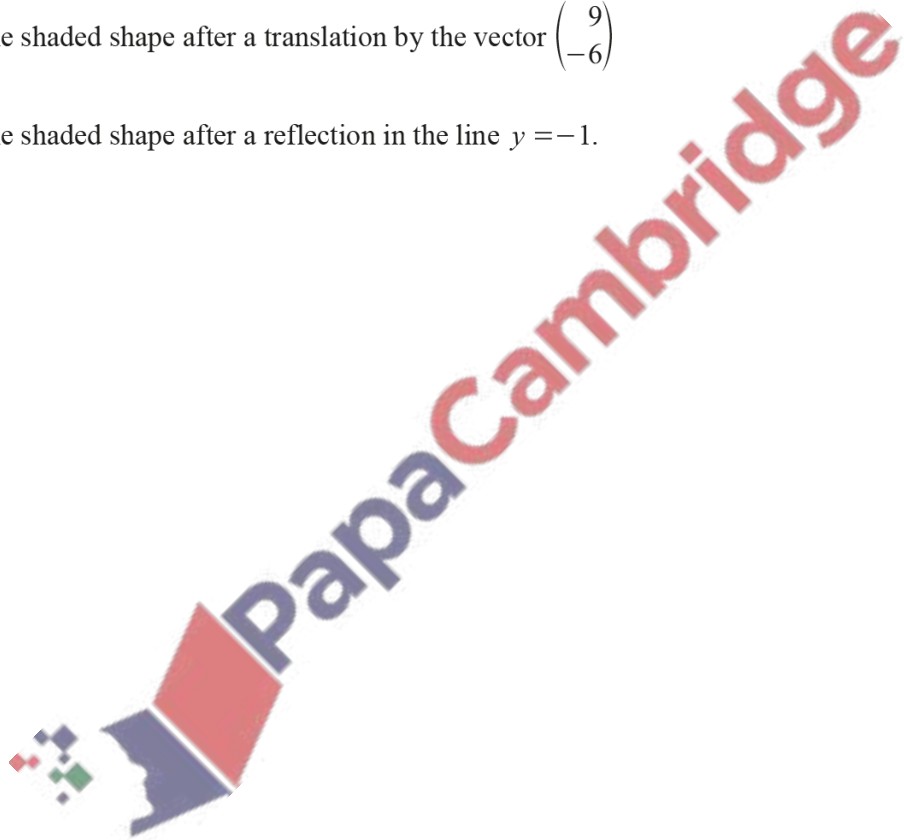 e shaded shape after a translation by the vector (9 −6)
e shaded shape after a reflection in the line y = −1.
PapaCambridge